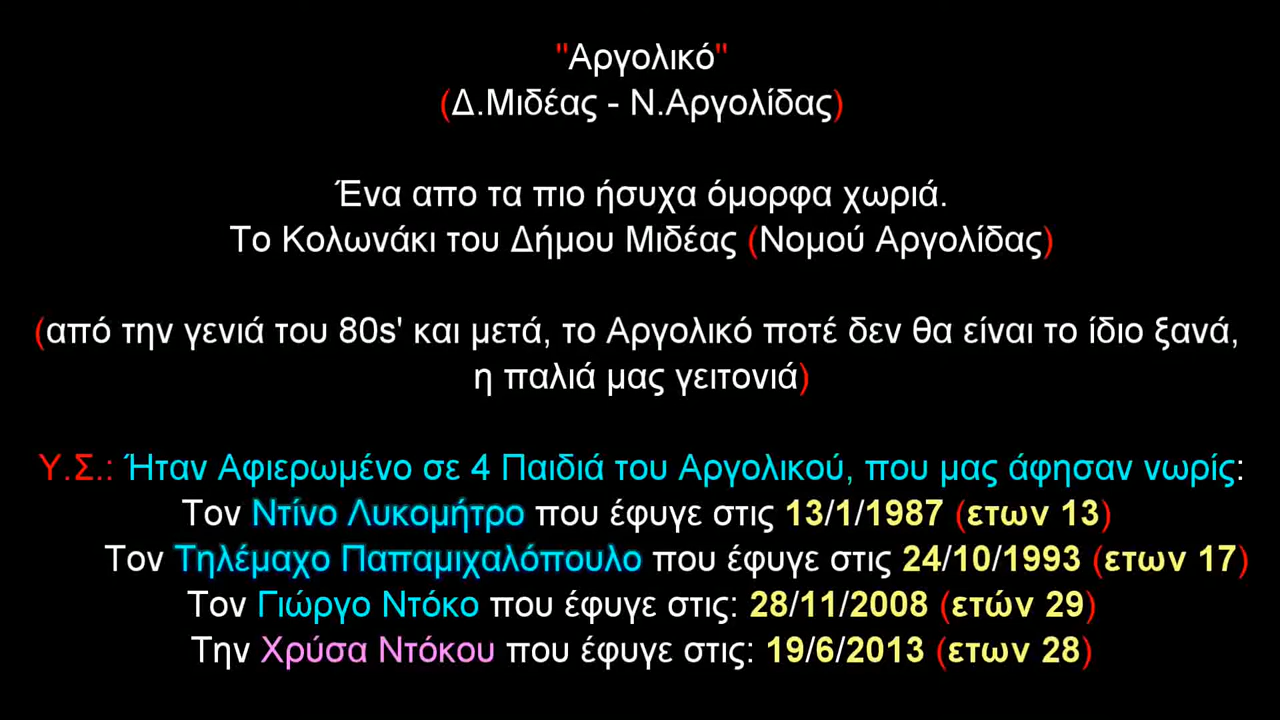 "Αργολικό"
(Δ.Μιδέας - Ν.Αργολίδας)
Ένα απο τα πιο ήσυχα όμορφα χωριά.
Το Κολωνάκι του Δήμου Μιδέας (Νομού Αργολίδας)
(από την γενιά του 80s' και μετά, το Αργολικό ποτέ δεν θα είναι το ίδιο ξανά,
η παλιά μας γειτονιά)
Υ.Σ.: Ήταν Αφιερωμένο σε 4 Παιδιά του Αργολικού, που μας άφησαν νωρίς:
Τον Ντίνο Λυκομήτρο που έφυγε στις 13/1/1987 (ετων 13)
Τον Τηλέμαχο Παπαμιχαλόπουλο που έφυγε στις 24/10/1993 (ετων 17)
Τον Γιώργο Ντόκο που έφυγε στις: 28/11/2008 (ετών 29)
Την Χρύσα Ντόκου που έφυγε στις: 19/6/2013 (ετων 28)